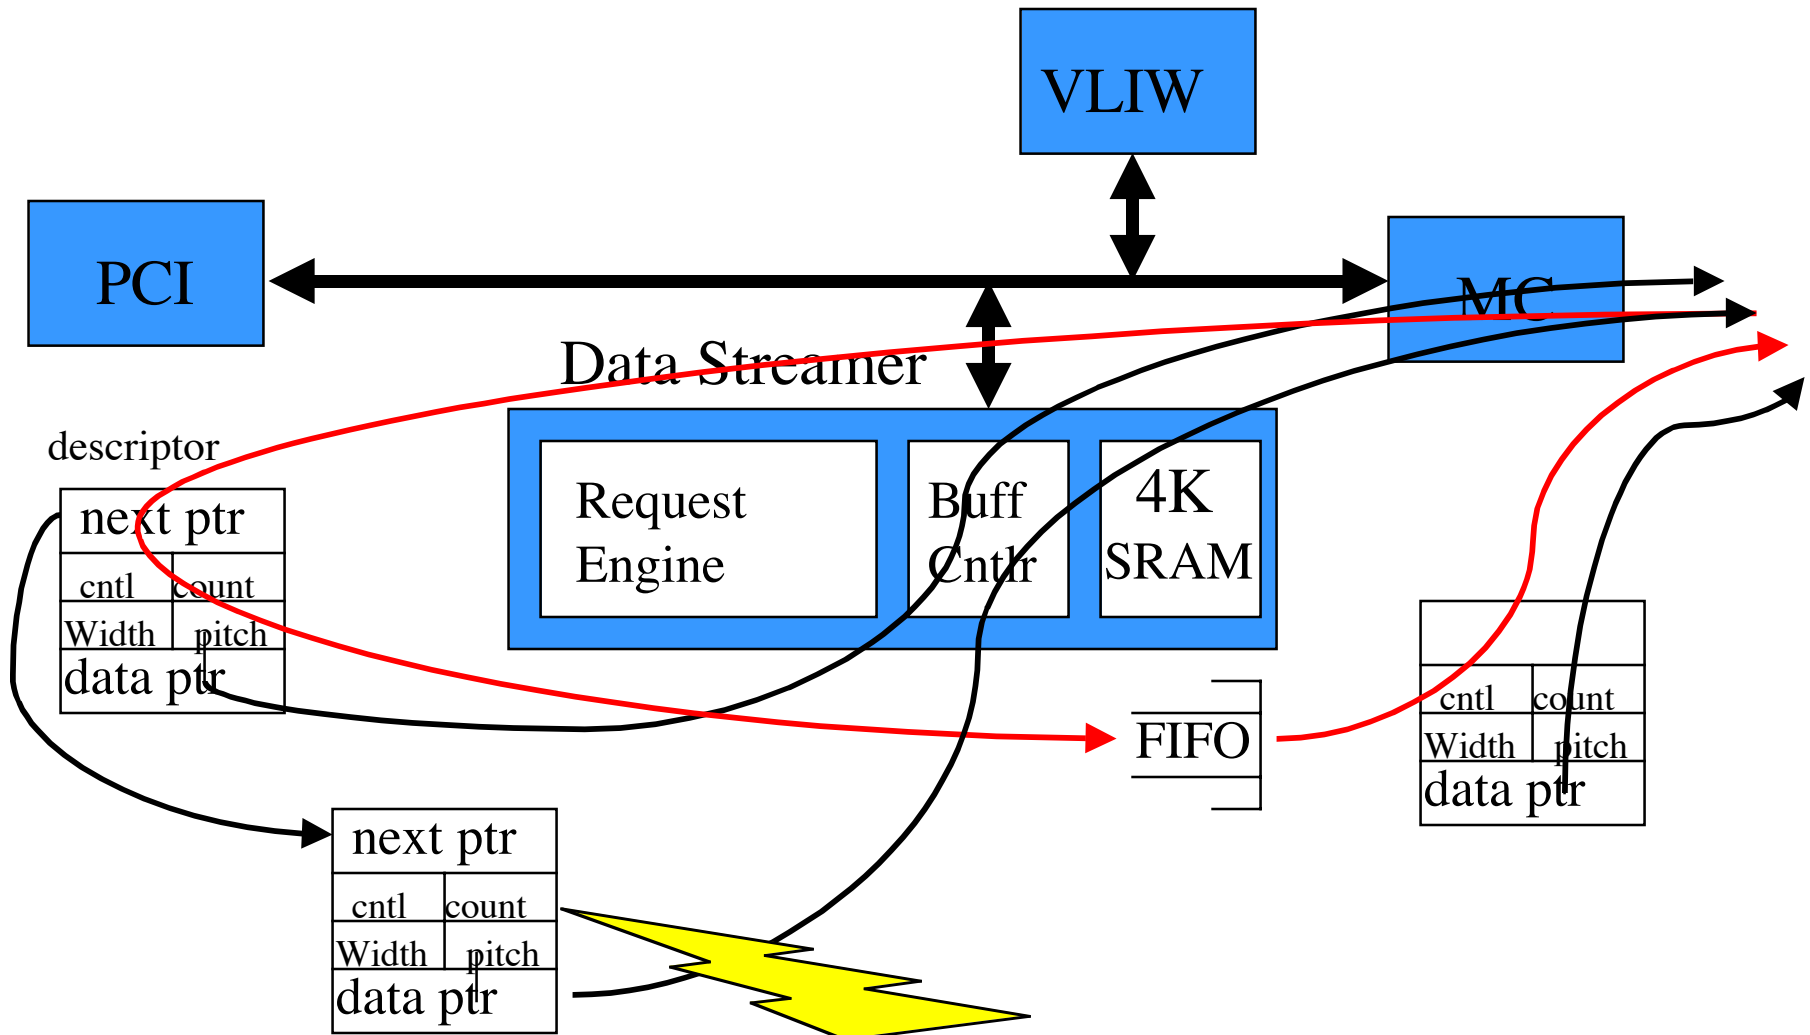 VLIW
PCI
MC
Data Streamer
descriptor
next ptr
cntl count
Width pitch
data ptr
Request
Engine
Buff
Cntlr
4K
SRAM
FIFO
cntl count
Width pitch
data ptr
next ptr
cntl count
Width pitch
data ptr